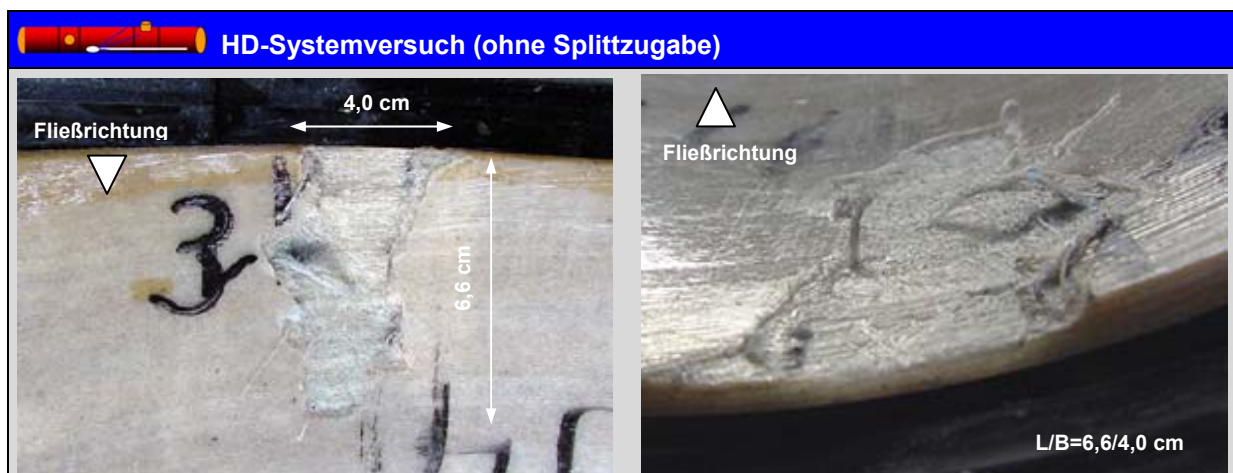 HD-Systemversuch (ohne Splittzugabe)
4,0 cm
Fließrichtung
3
6,6 cm
Fließrichtung
L/B=6,6/4,0 cm